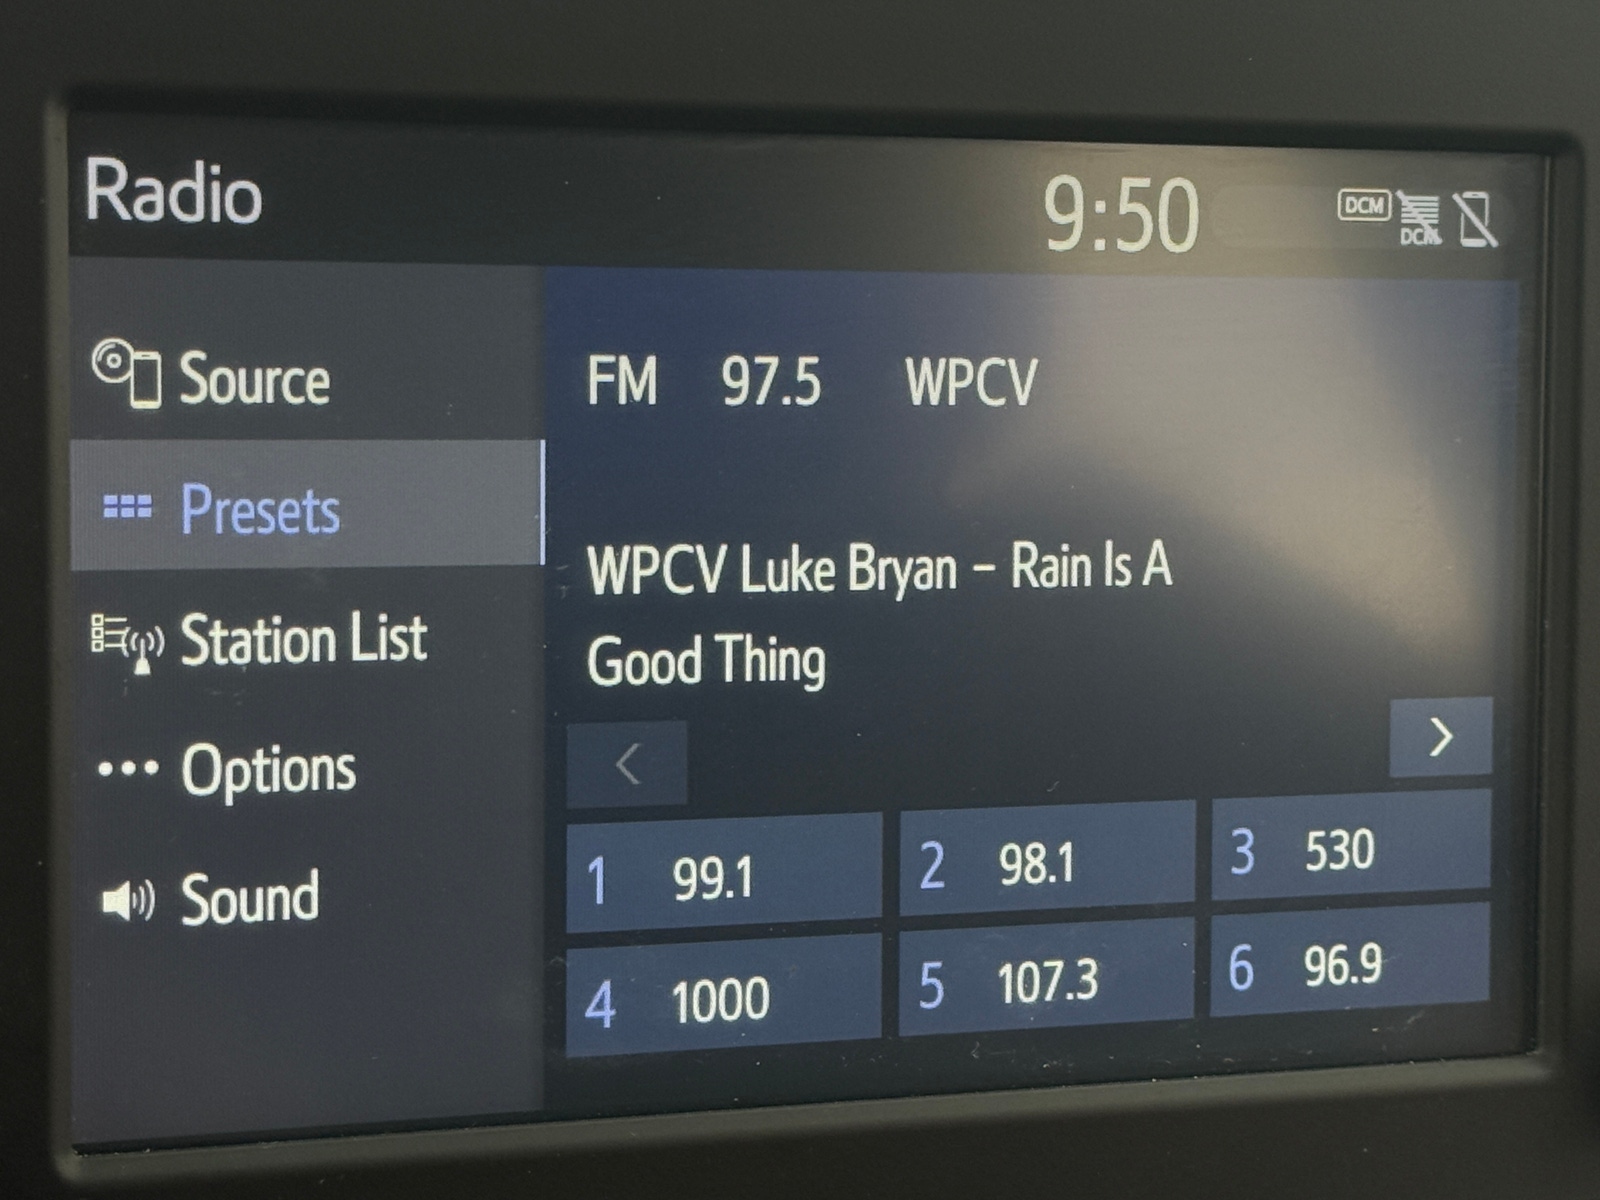 Radio
9:50
DCM
DCM
Source
Presets
Station List
Options
Sound
FM 97.5 WPCV
WPCV Luke Bryan – Rain Is A
Good Thing
1 99.1
2 98.1
3 530
4 1000
5 107.3
6 96.9